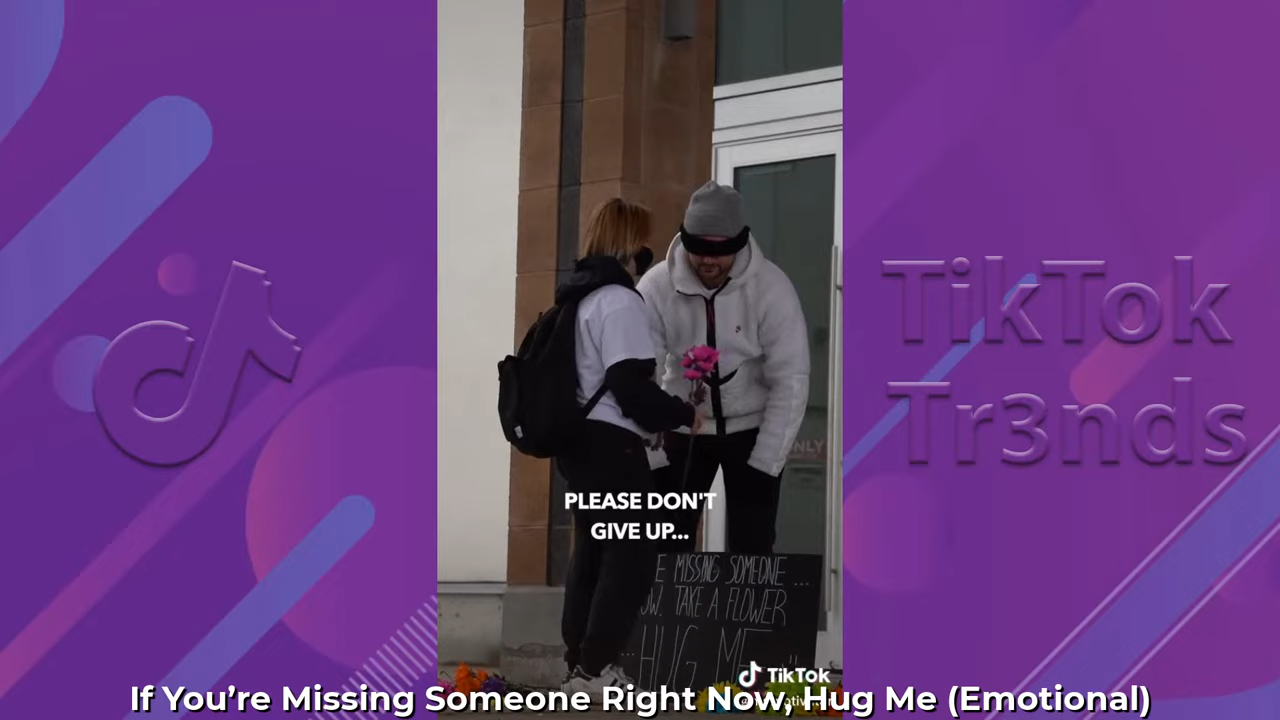 TikTok
Tr3nds
PLEASE DON'T
GIVE UP...
E MISSING SOMEONE ...
OW. TAKE A FLOWER
... HUG ME
TikTok
If You’re Missing Someone Right Now, Hug Me (Emotional)